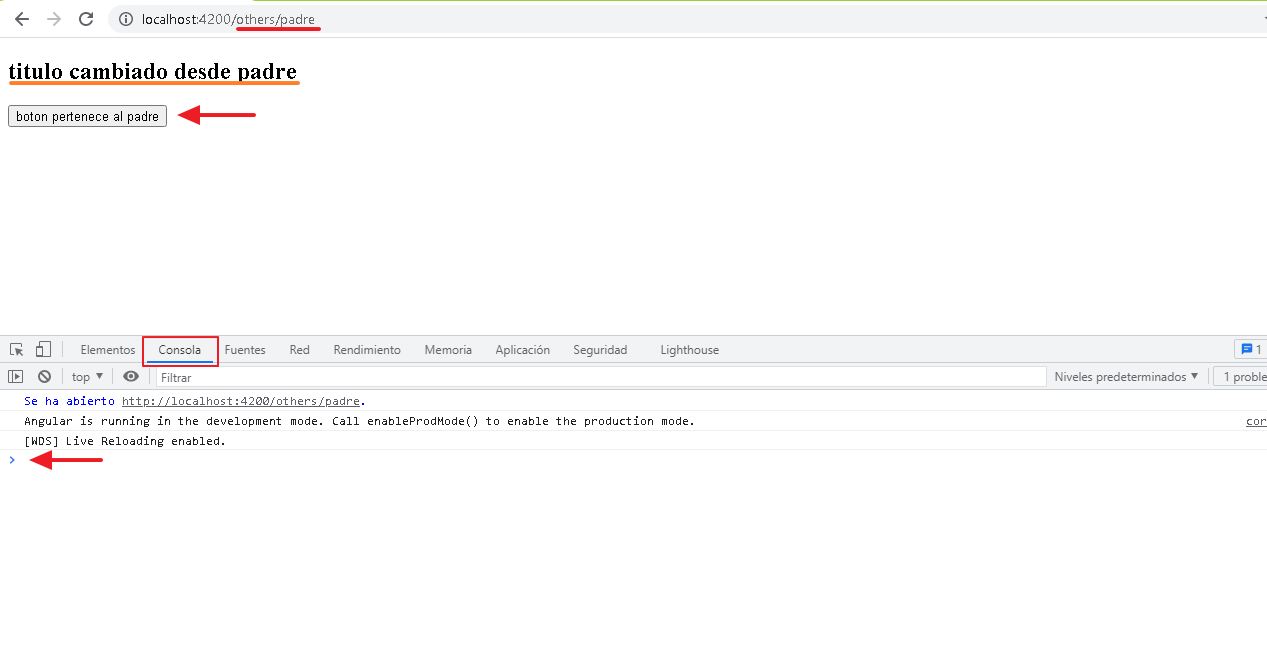 localhost:4200/others/padre
titulo cambiado desde padre
boton pertenece al padre
Elementos Consola Fuentes Red Rendimiento Memoria Aplicación Seguridad Lighthouse 1
top Filtrar Niveles predeterminados 1 proble
Se ha abierto http://localhost:4200/others/padre.
Angular is running in the development mode. Call enableProdMode() to enable the production mode. cor
[WDS] Live Reloading enabled.
>